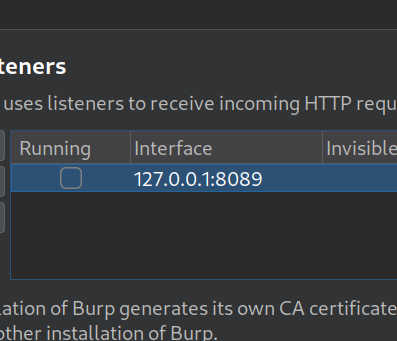 teners
uses listeners to receive incoming HTTP requ
Running Interface Invisible
127.0.0.1:8089
lation of Burp generates its own CA certificate
other installation of Burp.